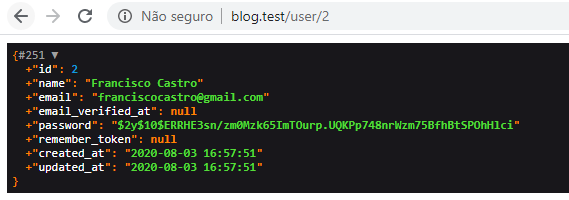 Não seguro | blog.test/user/2
{#251 ▼
+"id": 2
+"name": "Francisco Castro"
+"email": "franciscocastro@gmail.com"
+"email_verified_at": null
+"password": "$2y$10$ERRHE3sn/zm0Mzk65ImTOurp.UQKPp748nrWzm75BfhBtSPOhHlci"
+"remember_token": null
+"created_at": "2020-08-03 16:57:51"
+"updated_at": "2020-08-03 16:57:51"
}